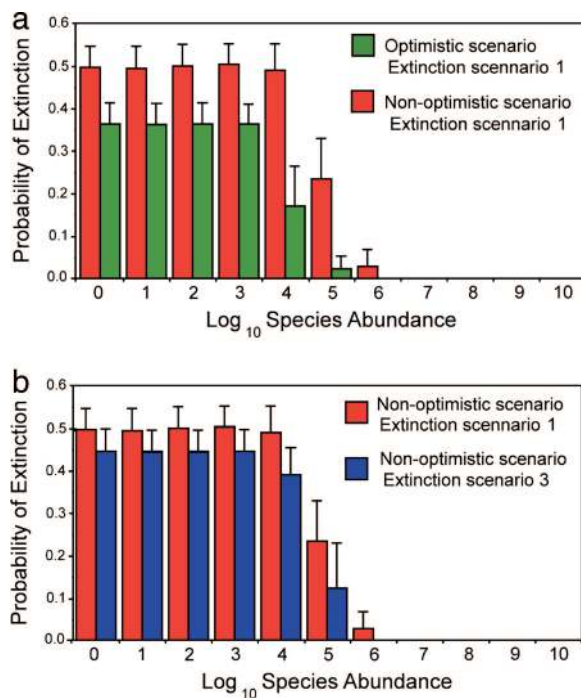 a
0.6
0.5
0.4
0.3
0.2
0.1
0.0
Probability of Extinction
Optimistic scenario
Extinction scennario 1
Non-optimistic scenario
Extinction scennario 1
0 1 2 3 4 5 6 7 8 9 10
Log 10 Species Abundance
b
0.6
0.5
0.4
0.3
0.2
0.1
0.0
Probability of Extinction
Non-optimistic scenario
Extinction scennario 1
Non-optimistic scenario
Extinction scenario 3
0 1 2 3 4 5 6 7 8 9 10
Log 10 Species Abundance